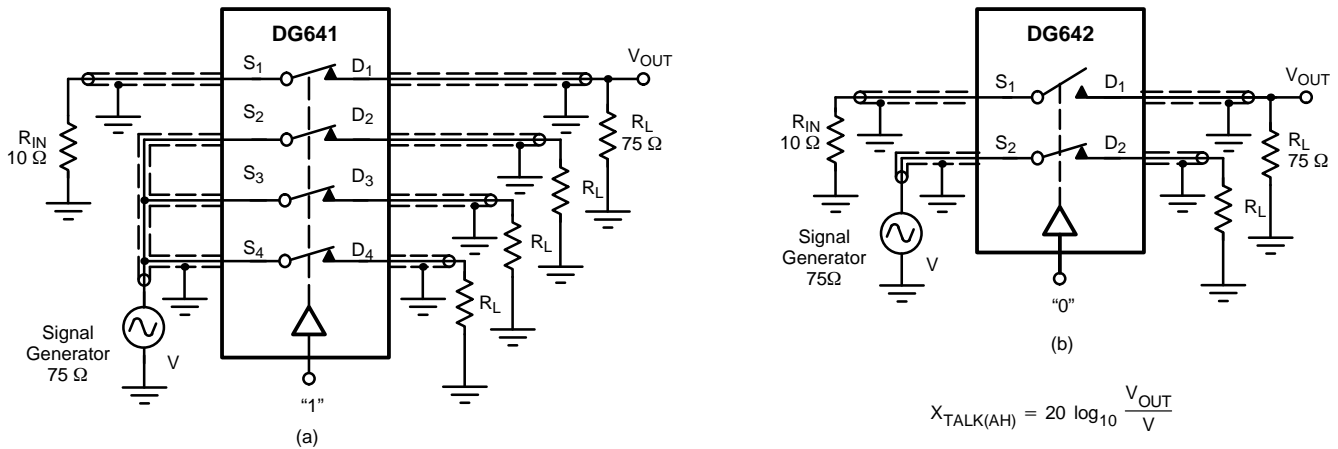 DG641
S1 D1
VOUT
S2 D2
RIN
10 Ω
RL
75 Ω
S3 D3
RL
S4 D4
RL
RL
Signal
Generator
75 Ω
V
“1”
(a)
DG642
S1 D1
VOUT
RIN
10 Ω
S2 D2
RL
75 Ω
RL
Signal
Generator
75Ω
V
“0”
(b)
XTALK(AH) = 20 log10 VOUT / V